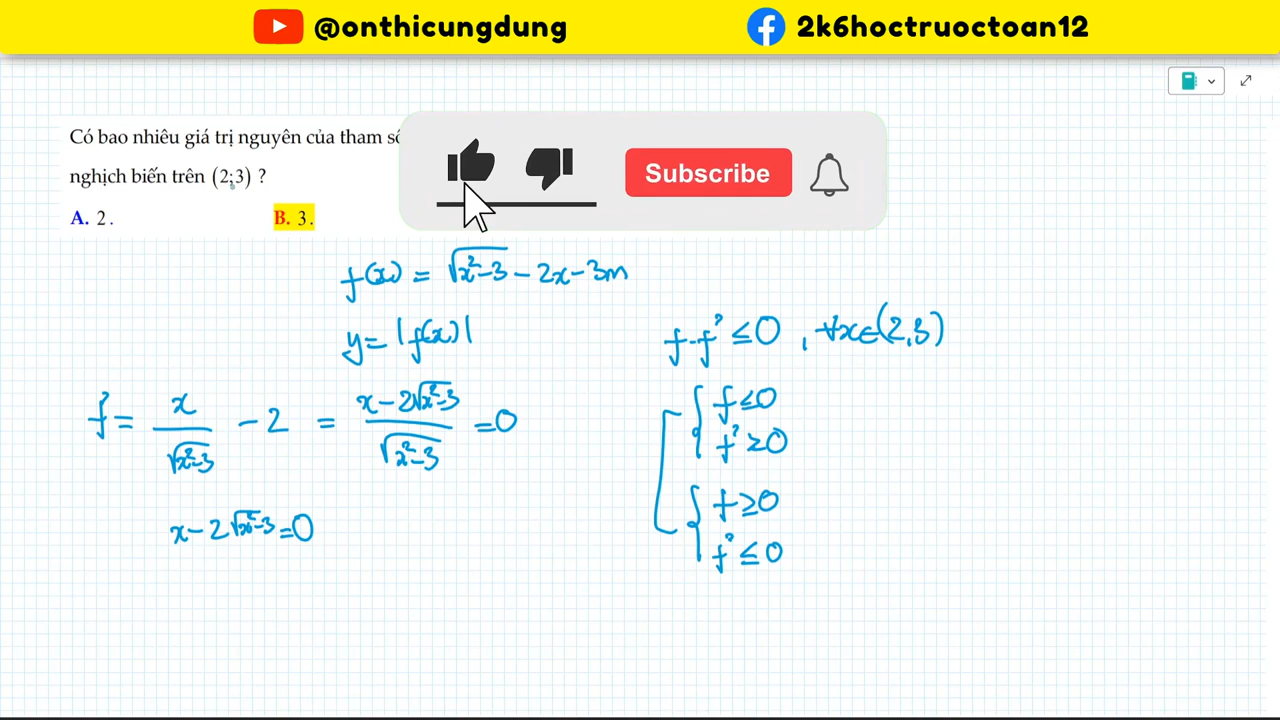 @onthicungdung 2k6hoctruoctoan12
Có bao nhiêu giá trị nguyên của tham số
nghịch biến trên (2;3) ?
Subscribe
A. 2. B. 3.
f(x) = √(x²-3) - 2x - 3m
y = |f(x)|
f.f' ≤ 0, ∀x∈(2,3)
f' = x/√(x²-3) - 2 = (x - 2√(x²-3))/√(x²-3) = 0
x - 2√(x²-3) = 0
f ≤ 0
f' ≥ 0
f ≥ 0
f' ≤ 0